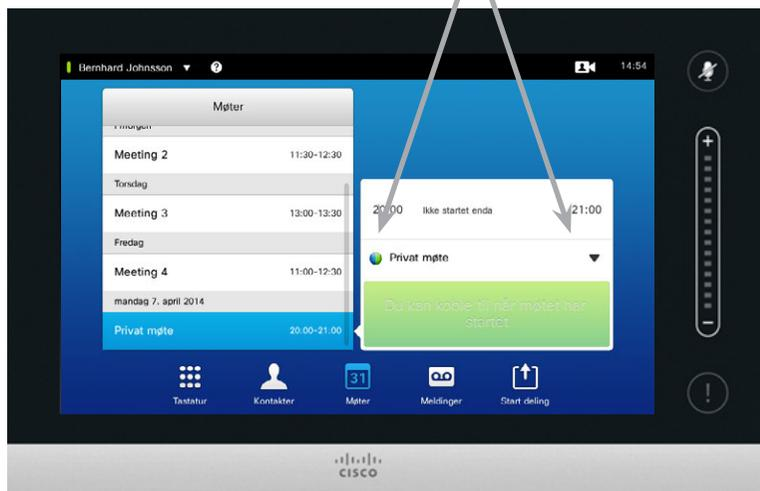 Bernhard Johnsson
?
14:54
Møter
I morgen
Meeting 2 11:30-12:30
Torsdag
Meeting 3 13:00-13:30
Fredag
Meeting 4 11:00-12:30
mandag 7. april 2014
Privat møte 20.00-21.00
20:00 Ikke startet enda 21:00
Privat møte
Du kan koble til når møtet har
startet
31
Tastatur Kontakter Møter Meldinger Start deling
+
-
!
CISCO